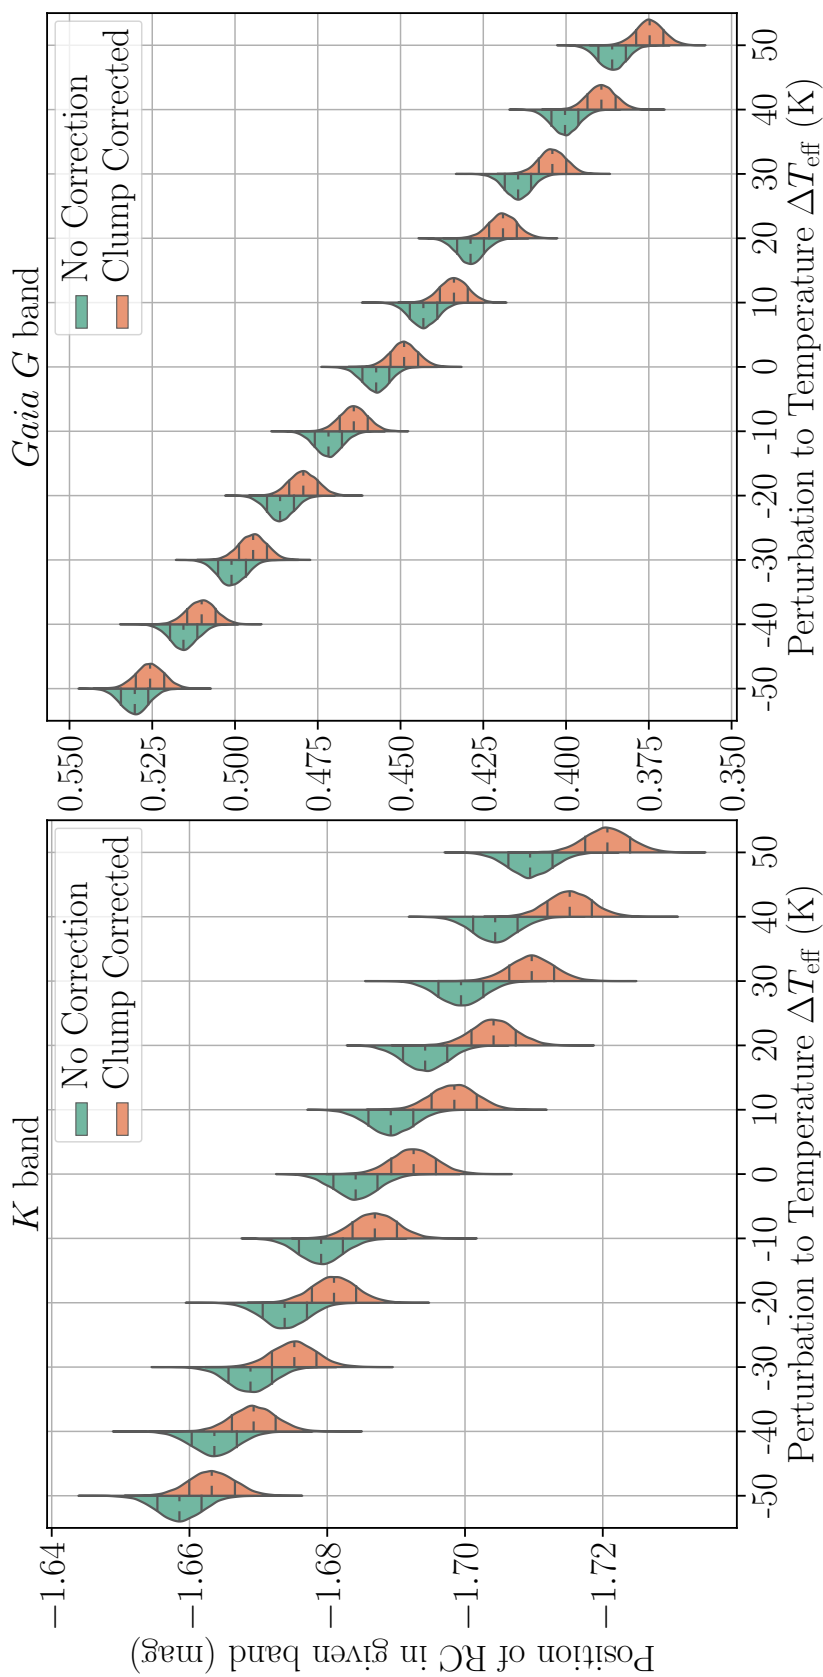 K band
No Correction
Clump Corrected
Position of RC in given band (mag)
−1.64
−1.66
−1.68
−1.70
−1.72
-50 -40 -30 -20 -10 0 10 20 30 40 50
Perturbation to Temperature ΔT_eff (K)
Gaia G band
No Correction
Clump Corrected
0.550
0.525
0.500
0.475
0.450
0.425
0.400
0.375
0.350
-50 -40 -30 -20 -10 0 10 20 30 40 50
Perturbation to Temperature ΔT_eff (K)